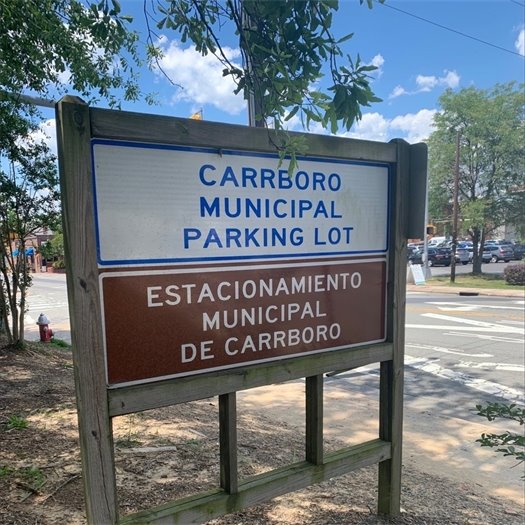 CARRBORO
MUNICIPAL
PARKING LOT
ESTACIONAMIENTO
MUNICIPAL
DE CARRBORO